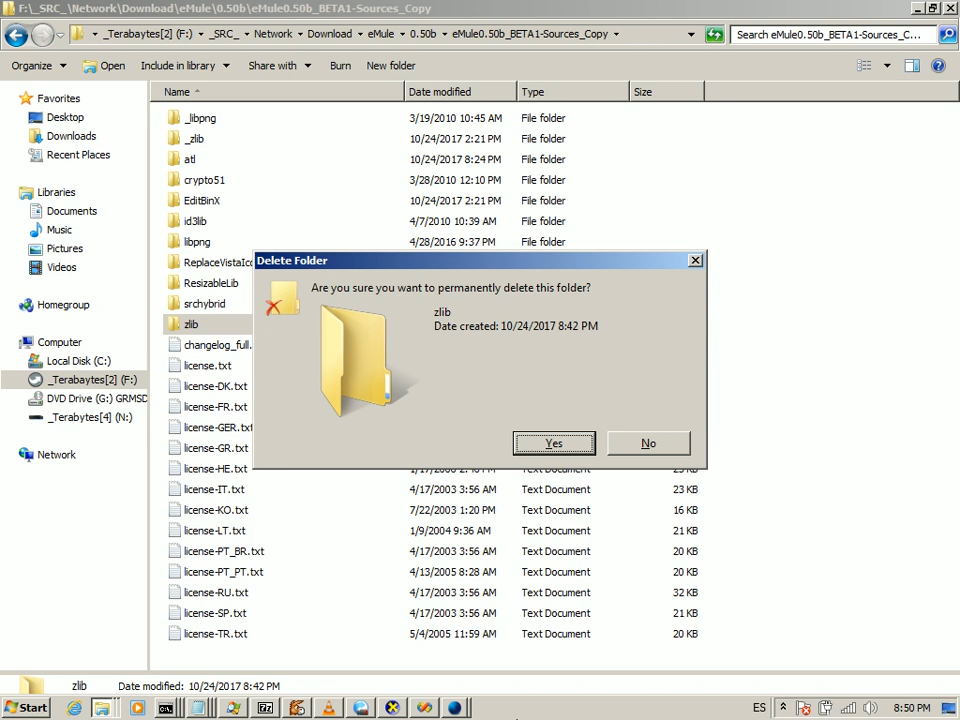 F:\_SRC_\Network\Download\eMule\0.50b\eMule0.50b_BETA1-Sources_Copy
_Terabaytes[2] (F:) _SRC_ Network Download eMule 0.50b eMule0.50b_BETA1-Sources_Copy Search eMule0.50b_BETA1-Sources_C...
Organize Open Include in library Share with Burn New folder
Name Date modified Type Size
Favorites
Desktop
Downloads
Recent Places
Libraries
Documents
Music
Pictures
Videos
Homegroup
Computer
Local Disk (C:)
_Terabaytes[2] (F:)
DVD Drive (G:) GRMSD
_Terabytes[4] (N:)
Network
_libpng 3/19/2010 10:45 AM File folder
_zlib 10/24/2017 2:21 PM File folder
atl 10/24/2017 8:24 PM File folder
crypto51 3/28/2010 12:10 PM File folder
EditBinX 10/24/2017 2:21 PM File folder
id3lib 4/7/2010 10:39 AM File folder
libpng 4/28/2016 9:37 PM File folder
ReplaceVistaIco
ResizableLib
srchybrid
zlib
changelog_full.
license.txt
license-DK.txt
license-FR.txt
license-GER.txt
license-GR.txt
license-HE.txt
license-IT.txt 4/17/2003 3:56 AM Text Document 23 KB
license-KO.txt 7/22/2003 1:20 PM Text Document 16 KB
license-LT.txt 1/9/2004 9:36 AM Text Document 21 KB
license-PT_BR.txt 4/17/2003 3:56 AM Text Document 20 KB
license-PT_PT.txt 4/13/2005 8:28 AM Text Document 20 KB
license-RU.txt 4/17/2003 3:56 AM Text Document 32 KB
license-SP.txt 4/17/2003 3:56 AM Text Document 21 KB
license-TR.txt 5/4/2005 11:59 AM Text Document 20 KB
Delete Folder
Are you sure you want to permanently delete this folder?
zlib
Date created: 10/24/2017 8:42 PM
Yes No
zlib Date modified: 10/24/2017 8:42 PM
Start ES 8:50 PM